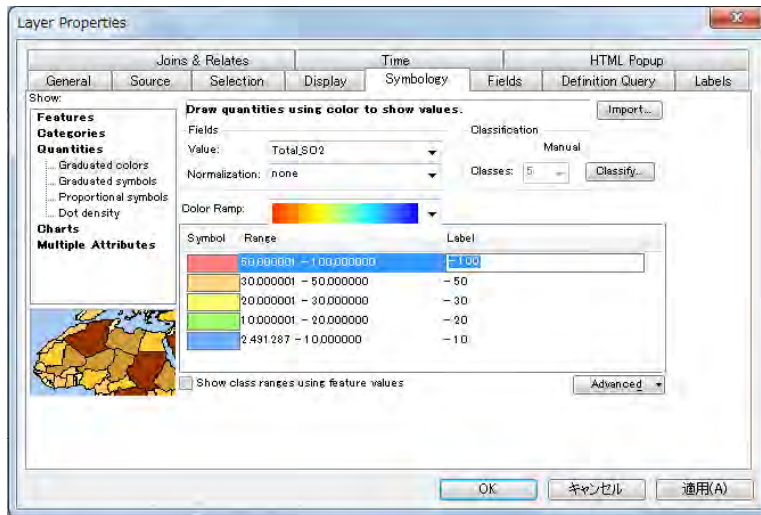 Layer Properties
Joins & Relates Time HTML Popup
General Source Selection Display Symbology Fields Definition Query Labels
Show:
Features
Categories
Quantities
Graduated colors
Graduated symbols
Proportional symbols
Dot density
Charts
Multiple Attributes
Draw quantities using color to show values.
Import...
Fields
Value: Total_SO2
Normalization: none
Classification
Manual
Classes: 5
Classify...
Color Ramp:
Symbol Range Label
50.000001 - 100.000000 -100
30.000001 - 50.000000 - 50
20.000001 - 30.000000 - 30
10.000001 - 20.000000 - 20
2.491287 - 10.000000 - 10
Show class ranges using feature values
Advanced
OK キャンセル 適用(A)